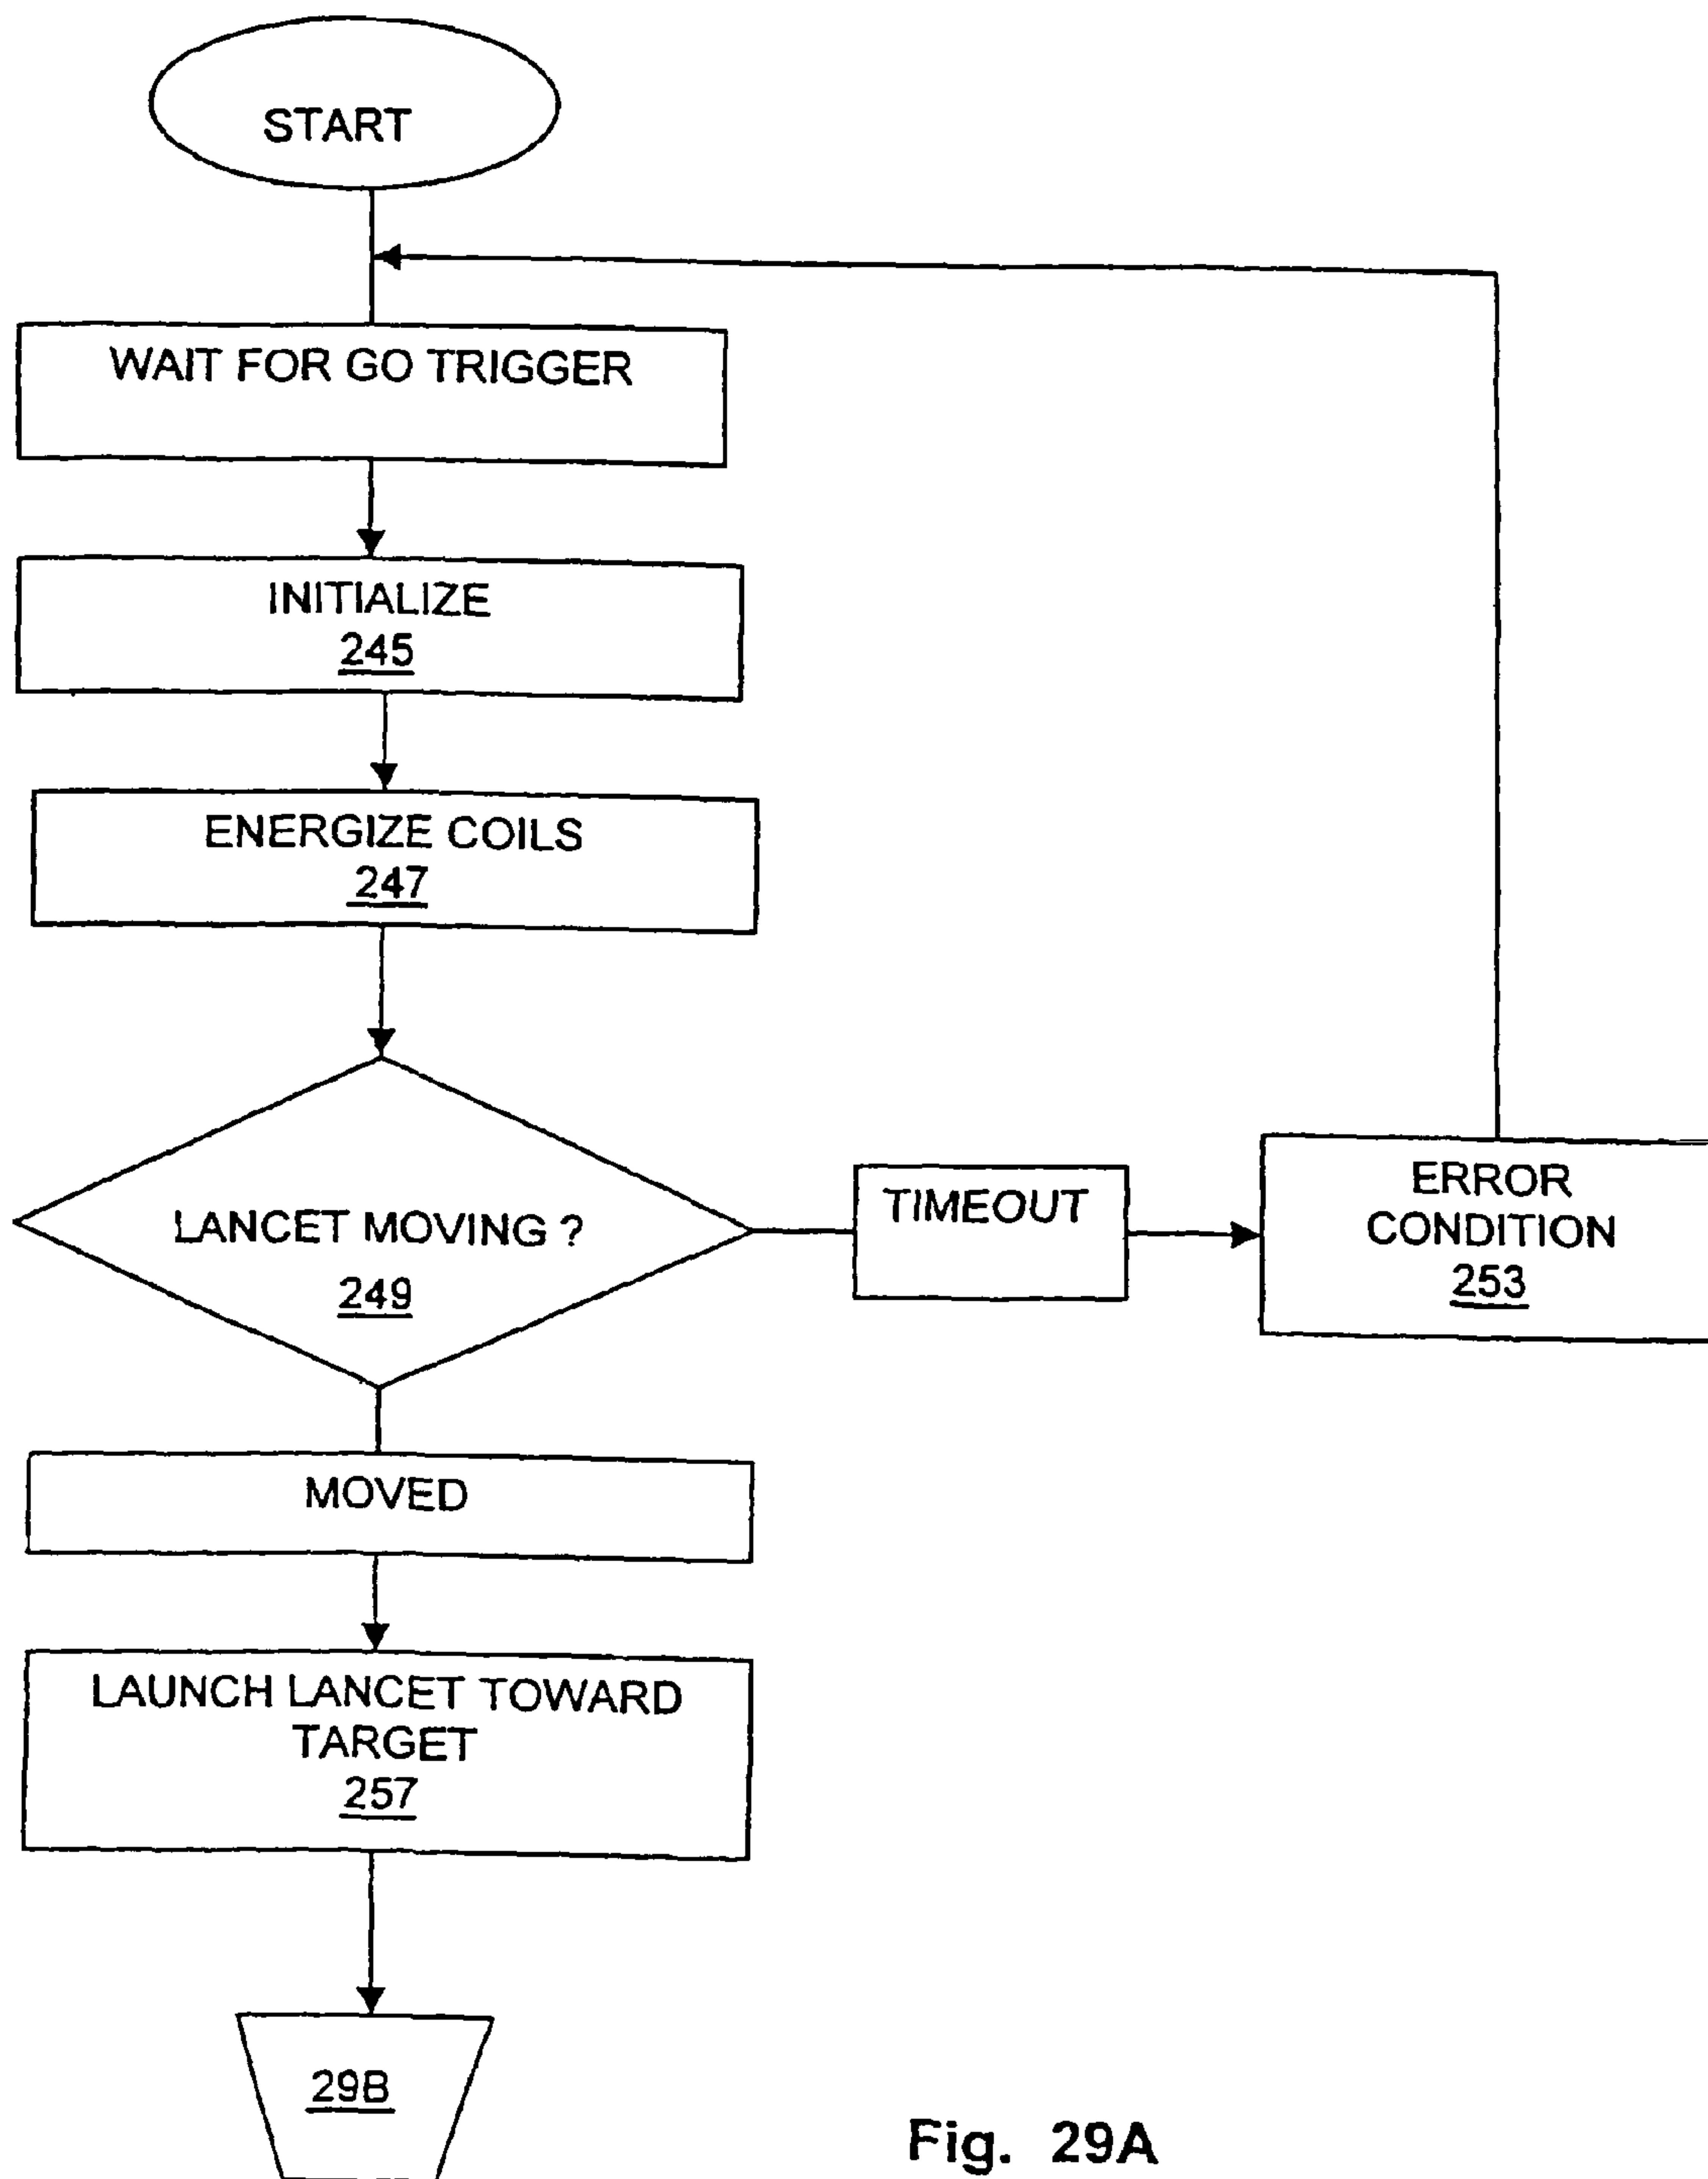 START
WAIT FOR GO TRIGGER
INITIALIZE
245
ENERGIZE COILS
247
LANCET MOVING ?
249
TIMEOUT
ERROR
CONDITION
253
MOVED
LAUNCH LANCET TOWARD
TARGET
257
29B
Fig. 29A